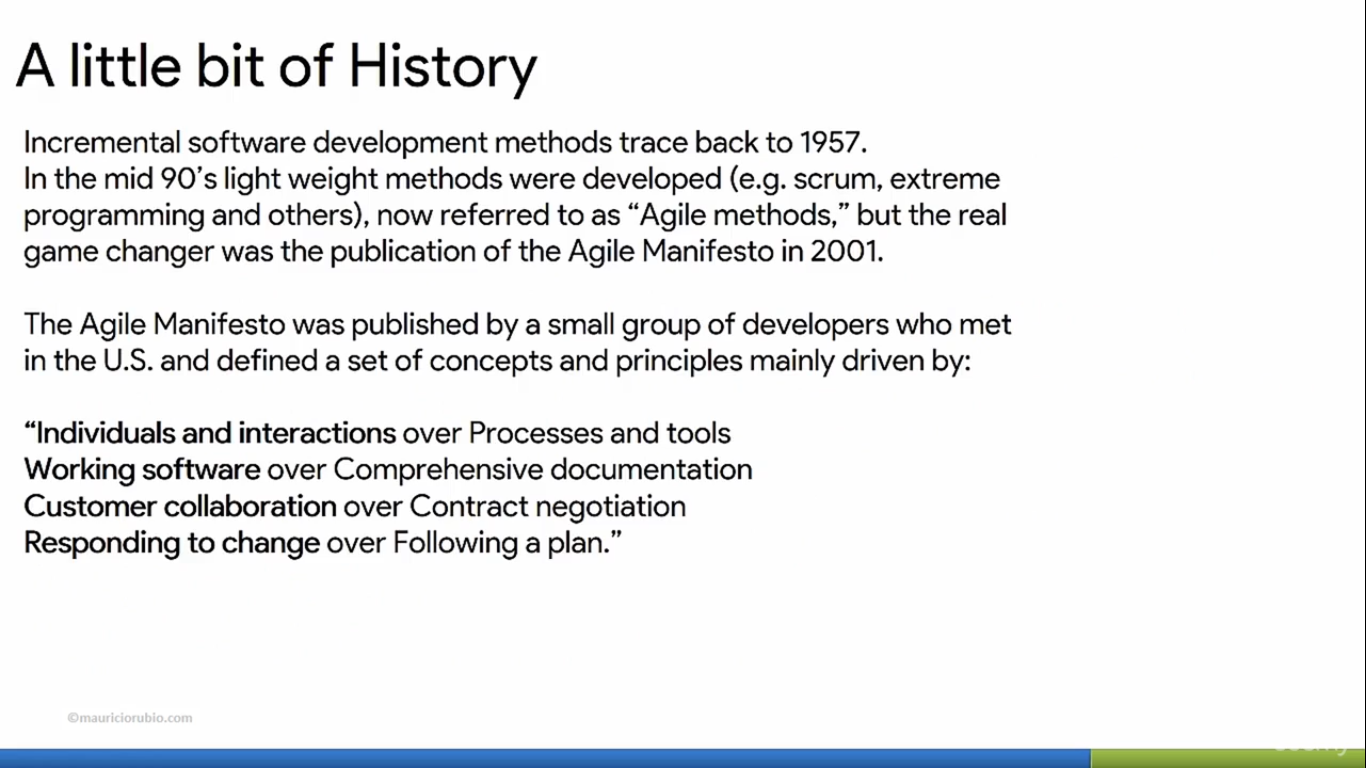 A little bit of History
Incremental software development methods trace back to 1957.
In the mid 90’s light weight methods were developed (e.g. scrum, extreme
programming and others), now referred to as “Agile methods,” but the real
game changer was the publication of the Agile Manifesto in 2001.
The Agile Manifesto was published by a small group of developers who met
in the U.S. and defined a set of concepts and principles mainly driven by:
“Individuals and interactions over Processes and tools
Working software over Comprehensive documentation
Customer collaboration over Contract negotiation
Responding to change over Following a plan.”
©mauriciorubio.com